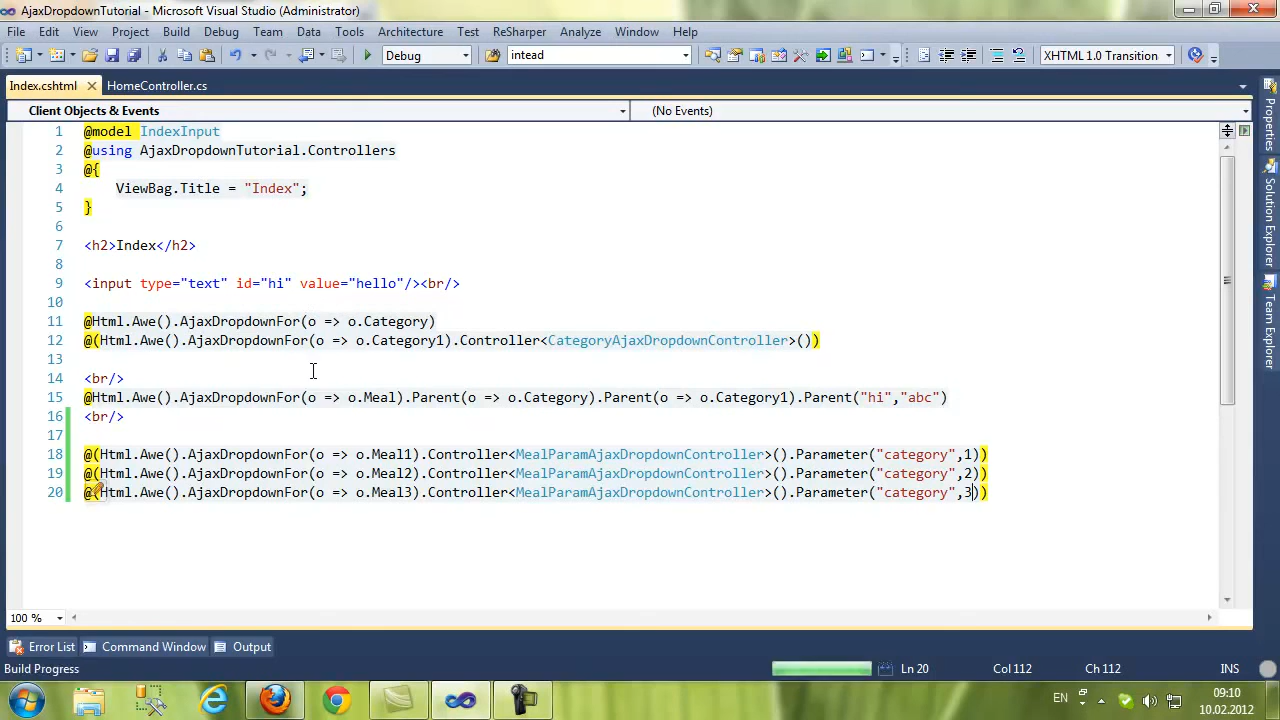 AjaxDropdownTutorial - Microsoft Visual Studio (Administrator)
File Edit View Project Build Debug Team Data Tools Architecture Test ReSharper Analyze Window Help
Debug intead XHTML 1.0 Transition
Index.cshtml HomeController.cs
Client Objects & Events (No Events)
1 @model IndexInput
2 @using AjaxDropdownTutorial.Controllers
3 @{
4 ViewBag.Title = "Index";
5 }
6
7 <h2>Index</h2>
8
9 <input type="text" id="hi" value="hello"/><br/>
10
11 @Html.Awe().AjaxDropdownFor(o => o.Category)
12 @(Html.Awe().AjaxDropdownFor(o => o.Category1).Controller<CategoryAjaxDropdownController>())
13
14 <br/>
15 @Html.Awe().AjaxDropdownFor(o => o.Meal).Parent(o => o.Category).Parent(o => o.Category1).Parent("hi","abc")
16 <br/>
17
18 @(Html.Awe().AjaxDropdownFor(o => o.Meal1).Controller<MealParamAjaxDropdownController>().Parameter("category",1))
19 @(Html.Awe().AjaxDropdownFor(o => o.Meal2).Controller<MealParamAjaxDropdownController>().Parameter("category",2))
20 @(Html.Awe().AjaxDropdownFor(o => o.Meal3).Controller<MealParamAjaxDropdownController>().Parameter("category",3))
Properties
Solution Explorer
Team Explorer
100 %
Error List Command Window Output
Build Progress Ln 20 Col 112 Ch 112 INS
EN 09:10
10.02.2012